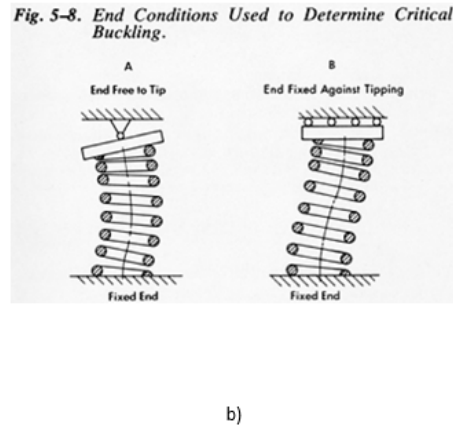 Fig. 5–8. End Conditions Used to Determine Critical
Buckling.
A
End Free to Tip
Fixed End
B
End Fixed Against Tipping
Fixed End
b)